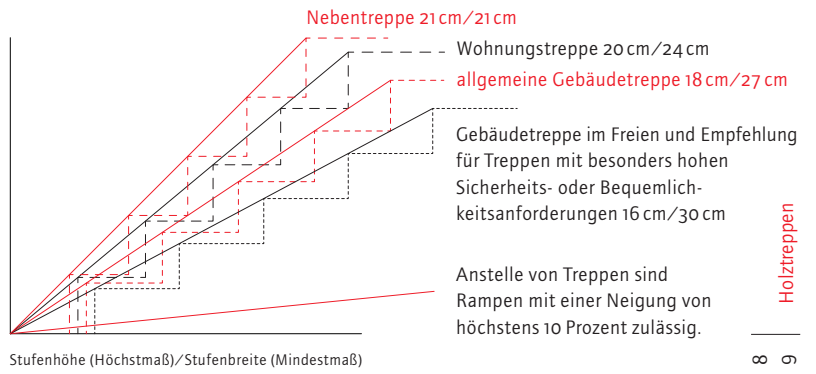 Nebentreppe 21 cm/21 cm
Wohnungstreppe 20 cm/24 cm
allgemeine Gebäudetreppe 18 cm/27 cm
Gebäudetreppe im Freien und Empfehlung
für Treppen mit besonders hohen
Sicherheits- oder Bequemlich-
keitsanforderungen 16 cm/30 cm
Anstelle von Treppen sind
Rampen mit einer Neigung von
höchstens 10 Prozent zulässig.
Stufenhöhe (Höchstmaß)/Stufenbreite (Mindestmaß)
Holztreppen
8
9